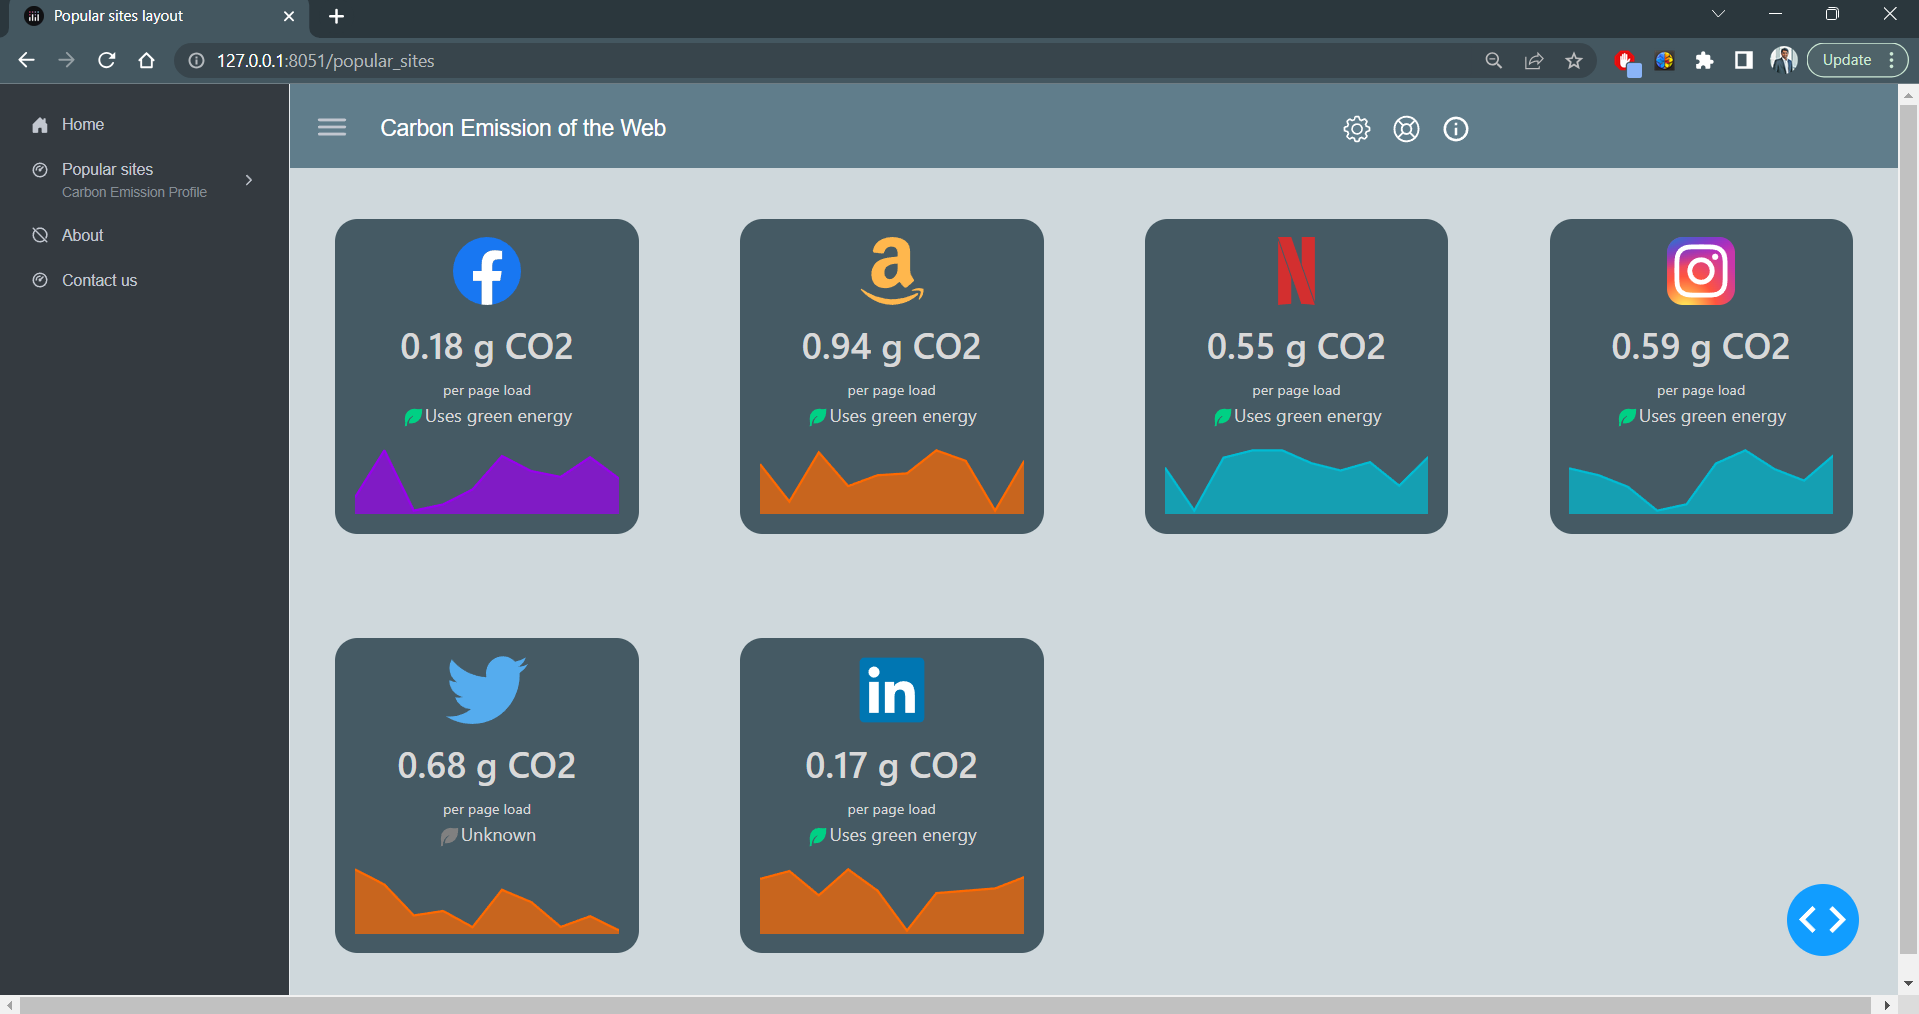 Popular sites layout
127.0.0.1:8051/popular_sites
Update
Home
Popular sites
Carbon Emission Profile
About
Contact us
Carbon Emission of the Web
0.18 g CO2
per page load
Uses green energy
a
0.94 g CO2
per page load
Uses green energy
N
0.55 g CO2
per page load
Uses green energy
0.59 g CO2
per page load
Uses green energy
0.68 g CO2
per page load
Unknown
in
0.17 g CO2
per page load
Uses green energy